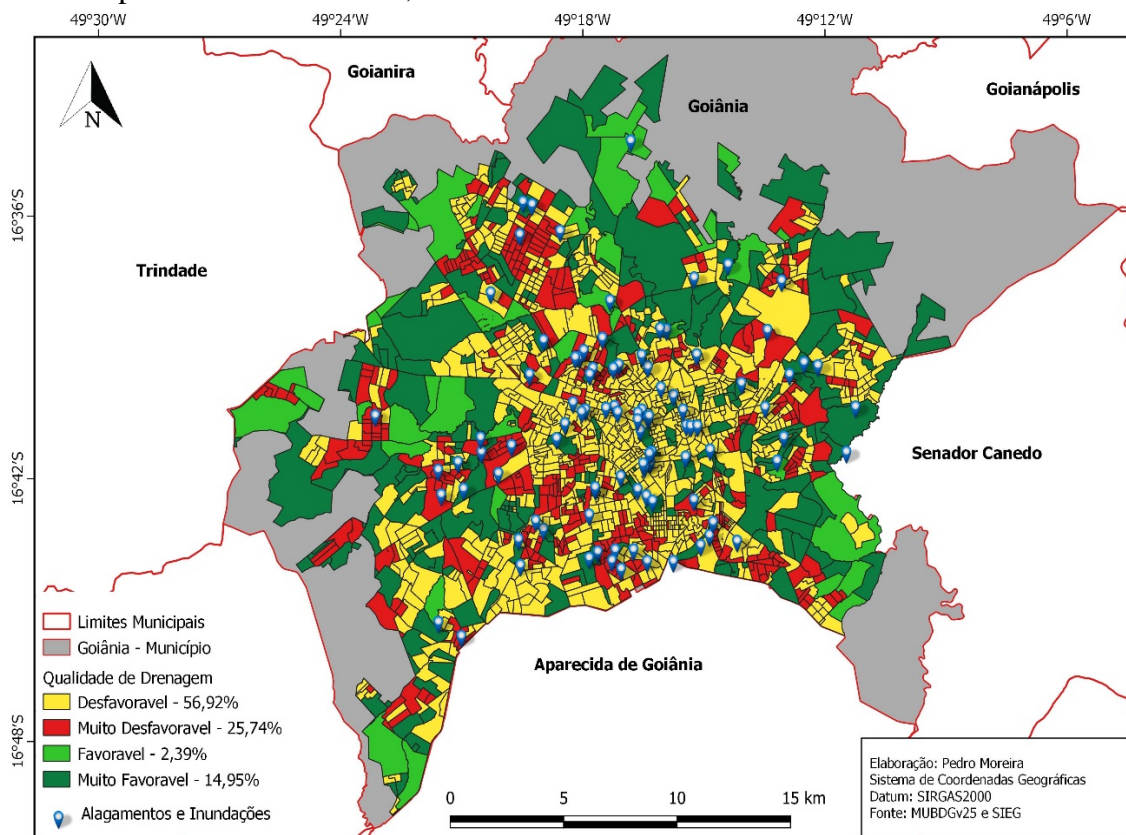 49°30'W 49°24'W 49°18'W 49°12'W 49°6'W
Goianira
Goiânia
Goianápolis
N
16°36'S
Trindade
Senador Canedo
16°42'S
Aparecida de Goiânia
16°48'S
Limites Municipais
Goiânia - Município
Qualidade de Drenagem
Desfavoravel - 56,92%
Muito Desfavoravel - 25,74%
Favoravel - 2,39%
Muito Favoravel - 14,95%
Alagamentos e Inundações
0 5 10 15 km
Elaboração: Pedro Moreira
Sistema de Coordenadas Geográficas
Datum: SIRGAS2000
Fonte: MUBDGv25 e SIEG